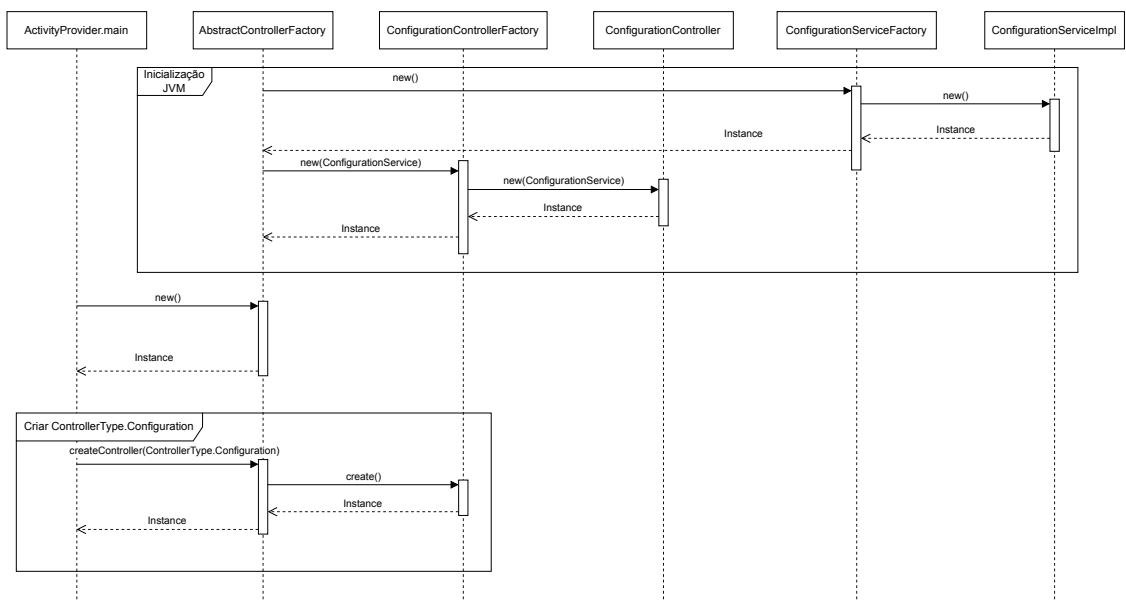 ActivityProvider.main
AbstractControllerFactory
ConfigurationControllerFactory
ConfigurationController
ConfigurationServiceFactory
ConfigurationServiceImpl
Inicialização
JVM
new()
new()
Instance
Instance
new(ConfigurationService)
new(ConfigurationService)
Instance
Instance
new()
Instance
Criar ControllerType.Configuration
createController(ControllerType.Configuration)
create()
Instance
Instance